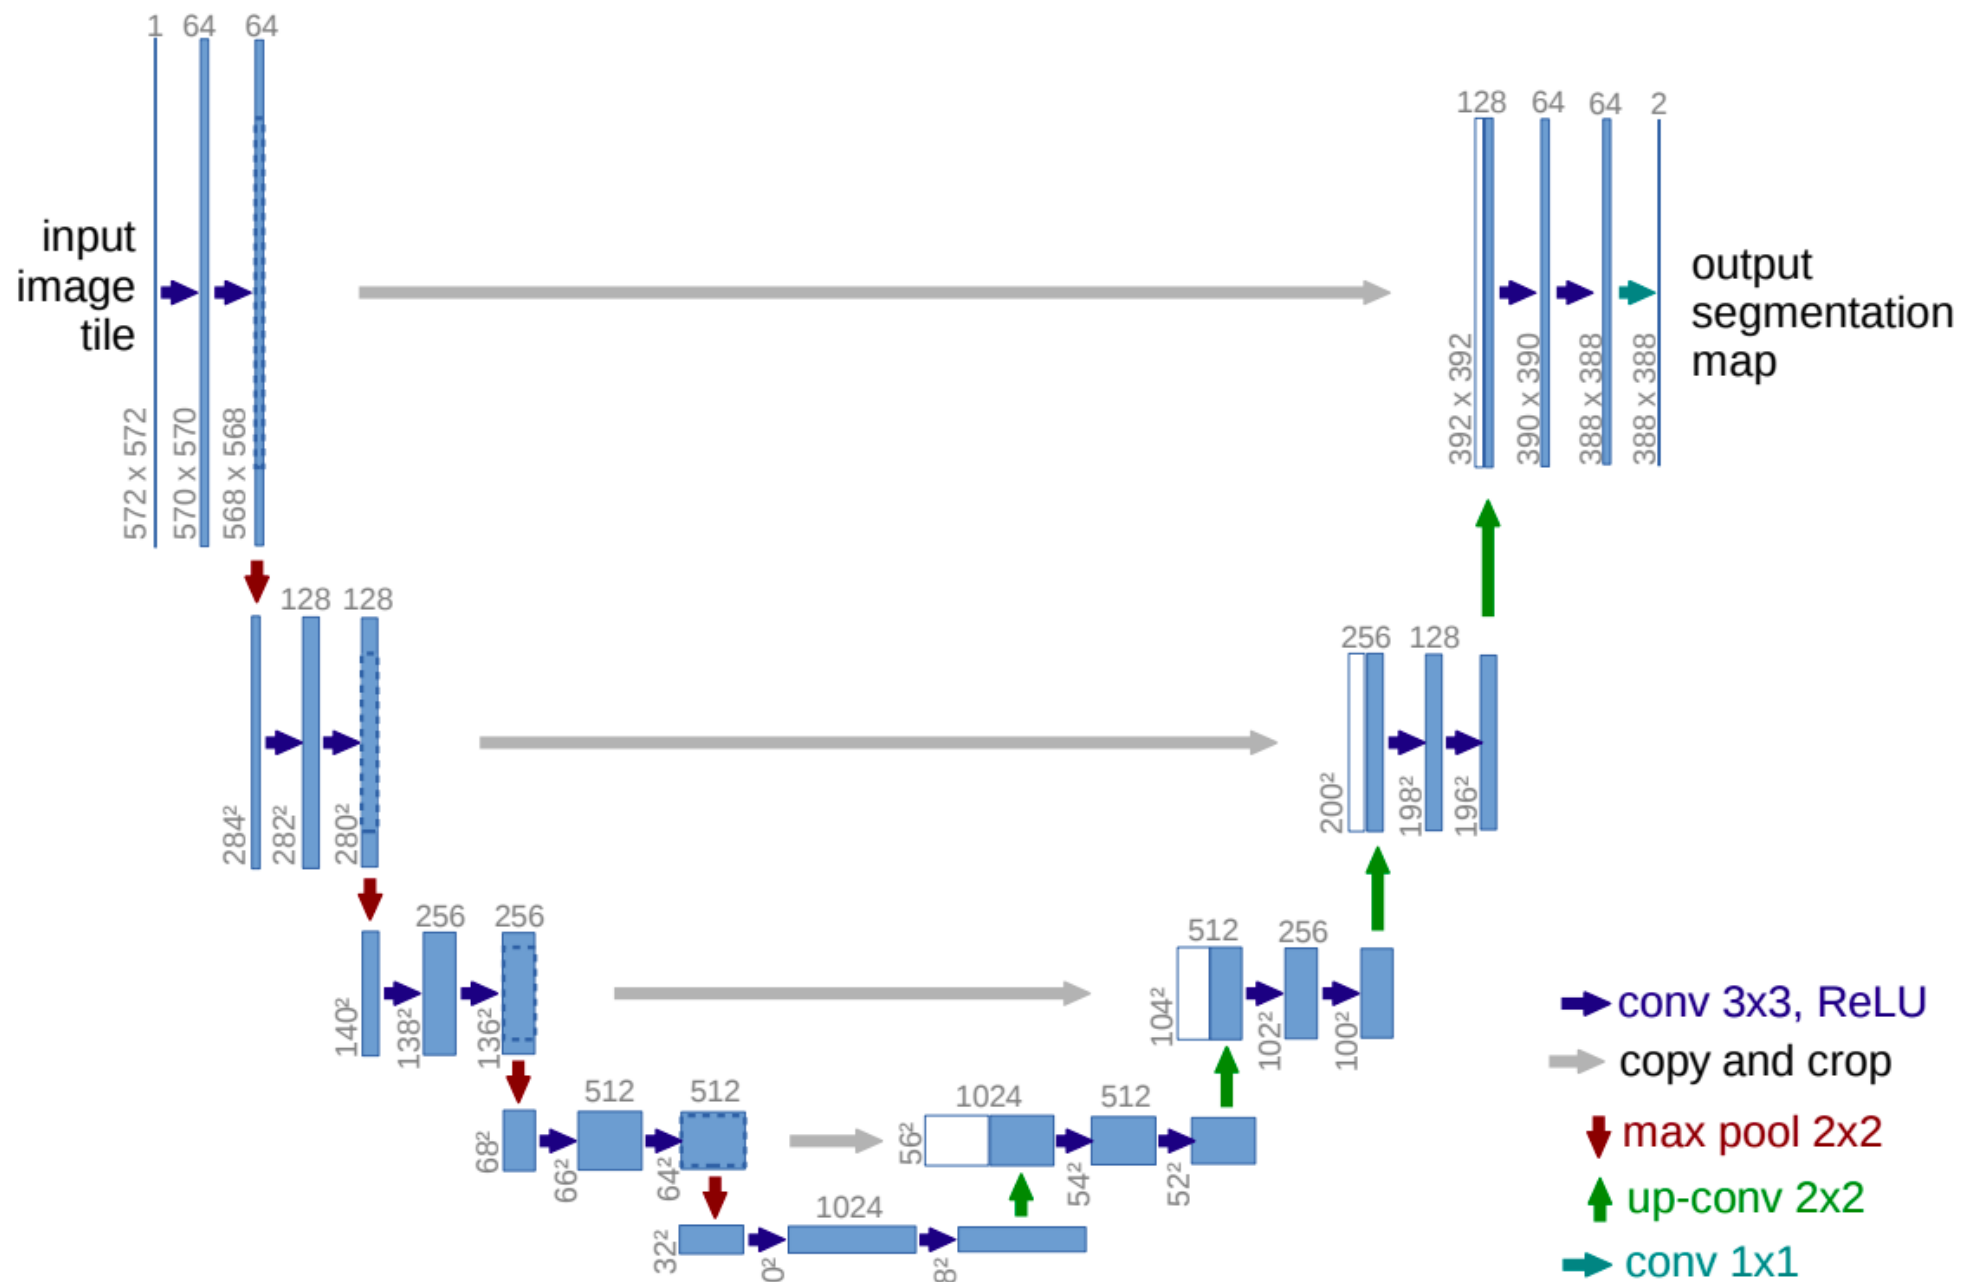 1 64 64
input
image
tile
572 x 572
570 x 570
568 x 568
128 64 64 2
output
segmentation
map
392 x 392
390 x 390
388 x 388
388 x 388
128 128
284²
282²
280²
256 128
200²
198²
196²
256 256
140²
138²
136²
512 256
104²
102²
100²
512 512
68²
66²
64²
1024 512
56²
54²
52²
1024
32²
0²
8²
conv 3x3, ReLU
copy and crop
max pool 2x2
up-conv 2x2
conv 1x1